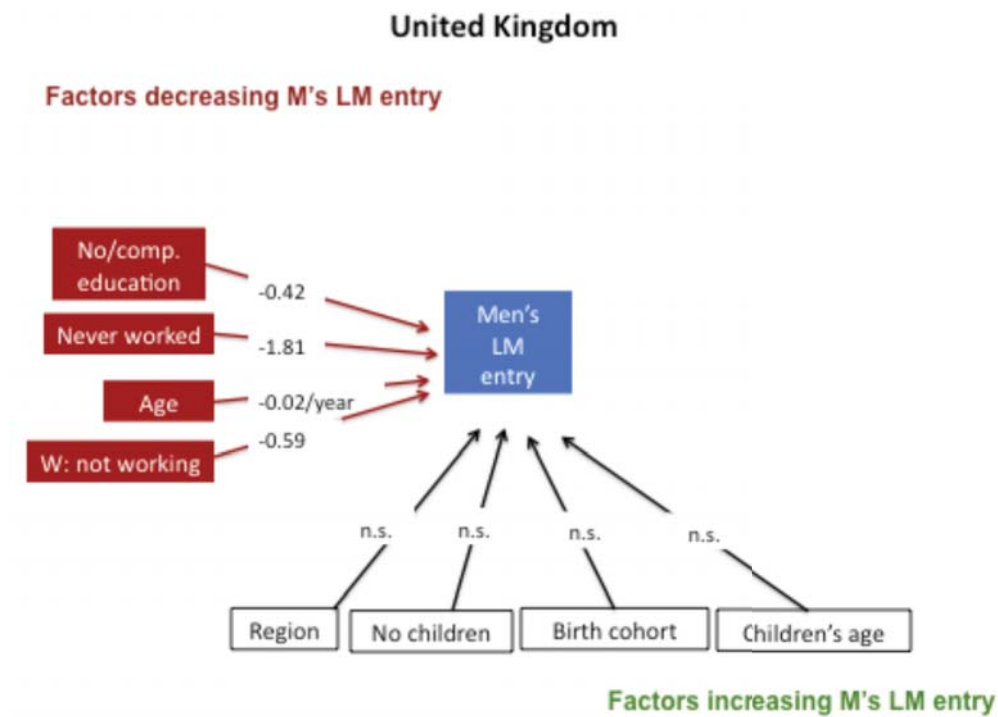 United Kingdom
Factors decreasing M's LM entry
No/comp.
education
-0.42
Never worked
-1.81
Age
-0.02/year
W: not working
-0.59
Men's
LM
entry
n.s.
n.s.
n.s.
n.s.
Region
No children
Birth cohort
Children's age
Factors increasing M's LM entry